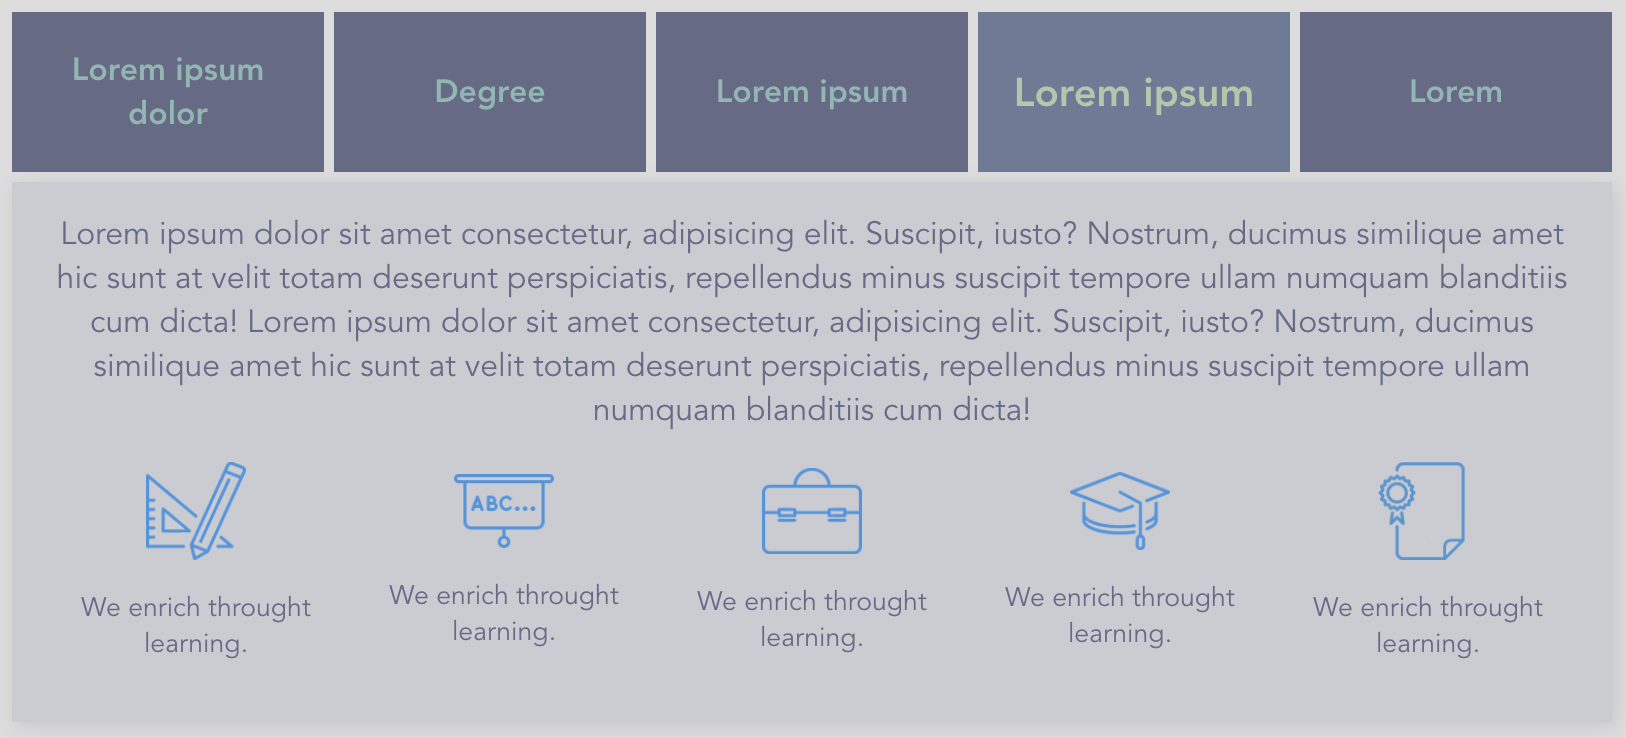 Lorem ipsum
dolor
Degree
Lorem ipsum
Lorem ipsum
Lorem
Lorem ipsum dolor sit amet consectetur, adipisicing elit. Suscipit, iusto? Nostrum, ducimus similique amet
hic sunt at velit totam deserunt perspiciatis, repellendus minus suscipit tempore ullam numquam blanditiis
cum dicta! Lorem ipsum dolor sit amet consectetur, adipisicing elit. Suscipit, iusto? Nostrum, ducimus
similique amet hic sunt at velit totam deserunt perspiciatis, repellendus minus suscipit tempore ullam
numquam blanditiis cum dicta!
ABC...
We enrich throught
learning.
We enrich throught
learning.
We enrich throught
learning.
We enrich throught
learning.
We enrich throught
learning.